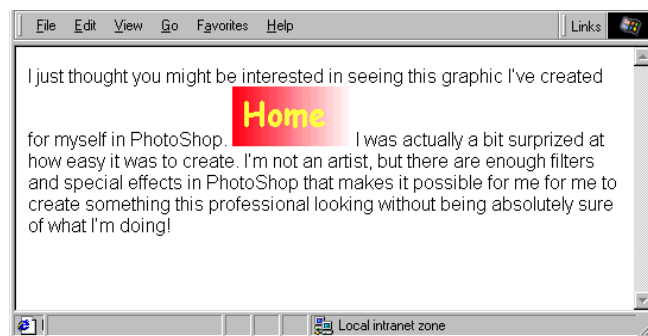 File Edit View Go Favorites Help Links
I just thought you might be interested in seeing this graphic I've created
for myself in PhotoShop. Home I was actually a bit surprized at
how easy it was to create. I'm not an artist, but there are enough filters
and special effects in PhotoShop that makes it possible for me for me to
create something this professional looking without being absolutely sure
of what I'm doing!
Local intranet zone